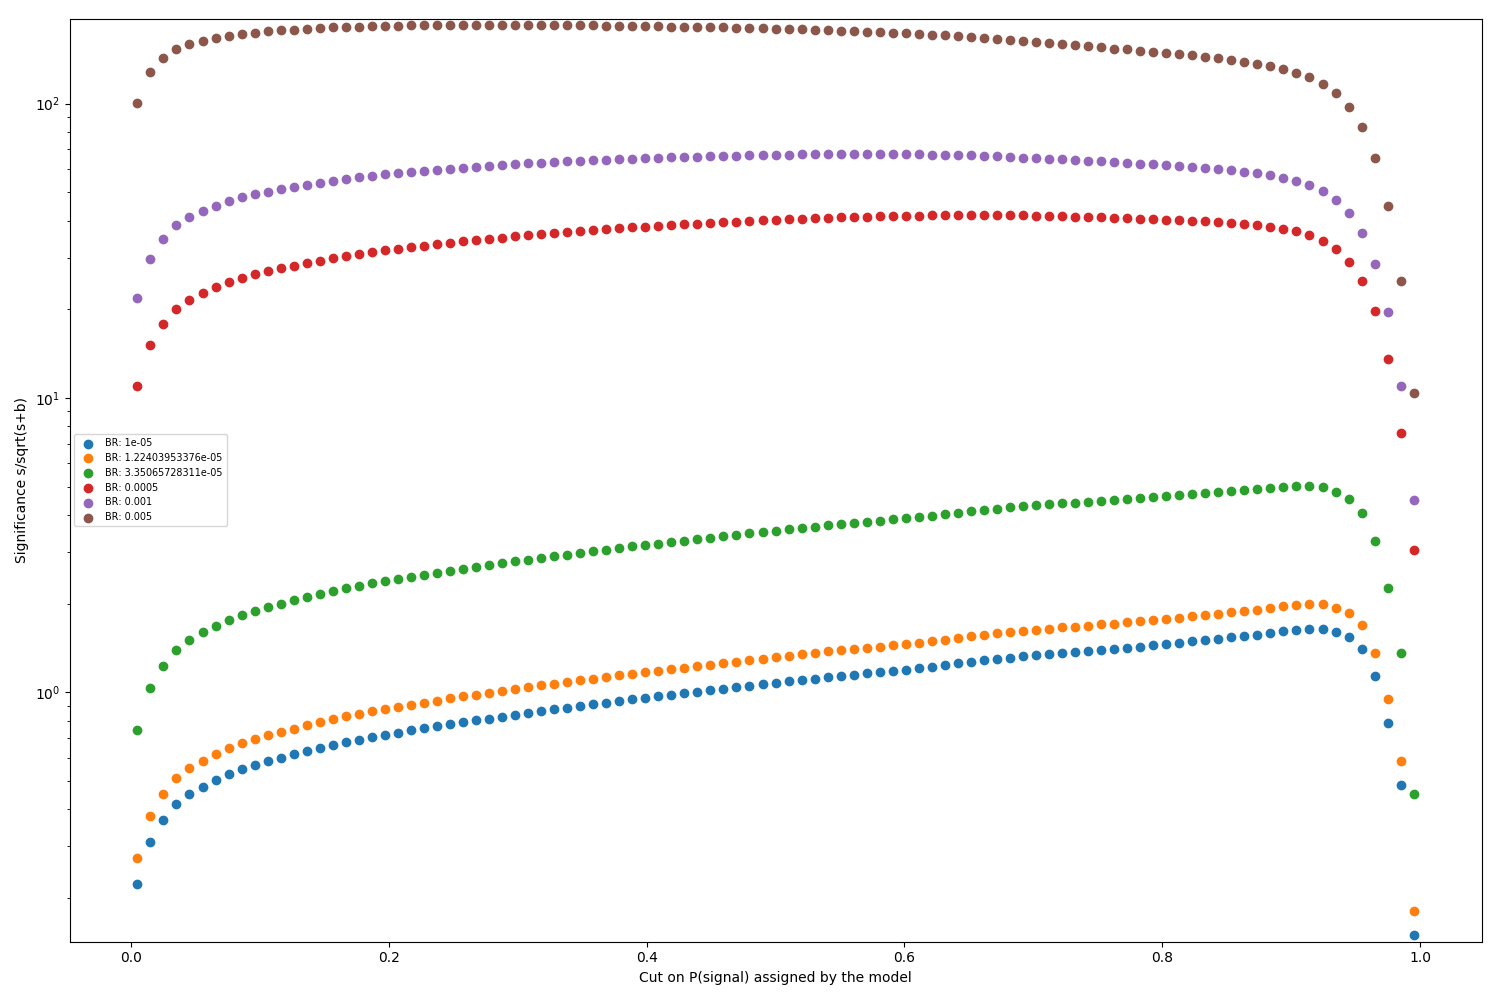 10²
10¹
10⁰
Significance s/sqrt(s+b)
BR: 1e-05
BR: 1.22403953376e-05
BR: 3.35065728311e-05
BR: 0.0005
BR: 0.001
BR: 0.005
0.0 0.2 0.4 0.6 0.8 1.0
Cut on P(signal) assigned by the model